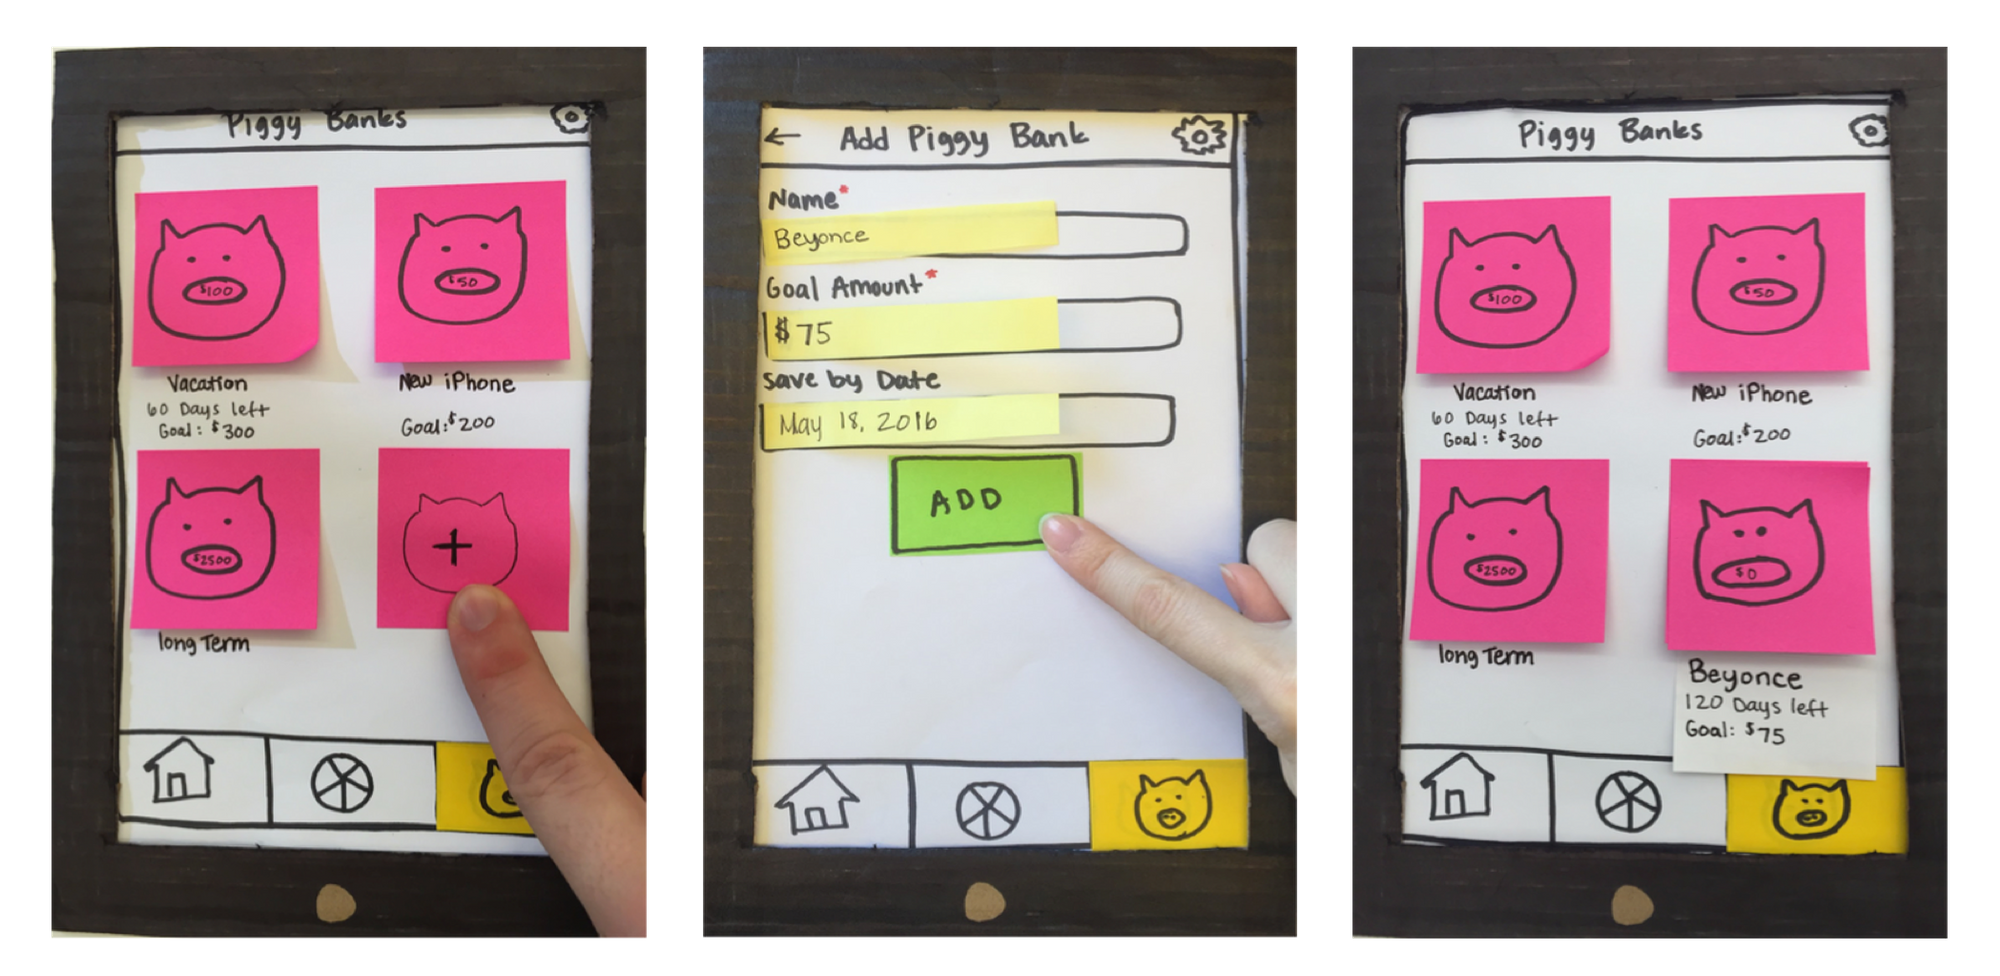 Piggy Banks
$100
$50
Vacation
60 Days left
Goal: $300
New iPhone
Goal: $200
$2500
+
long Term
← Add Piggy Bank
Name*
Beyonce
Goal Amount*
$75
save by Date
May 18, 2016
ADD
Piggy Banks
$100
$50
Vacation
60 Days left
Goal: $300
New iPhone
Goal: $200
$2500
$0
long Term
Beyonce
120 Days left
Goal: $75